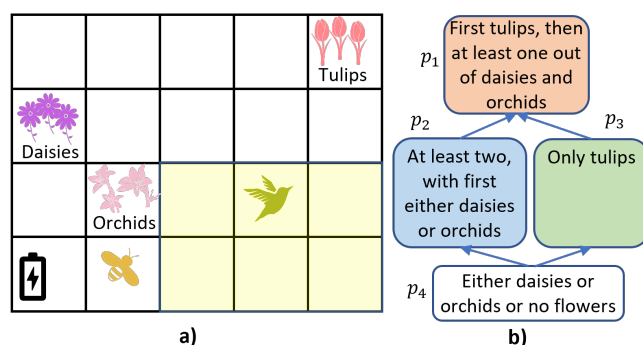 Tulips
Daisies
Orchids
a)
p1
First tulips, then
at least one out
of daisies and
orchids
p2
At least two,
with first
either daisies
or orchids
p3
Only tulips
p4
Either daisies or
orchids or no flowers
b)